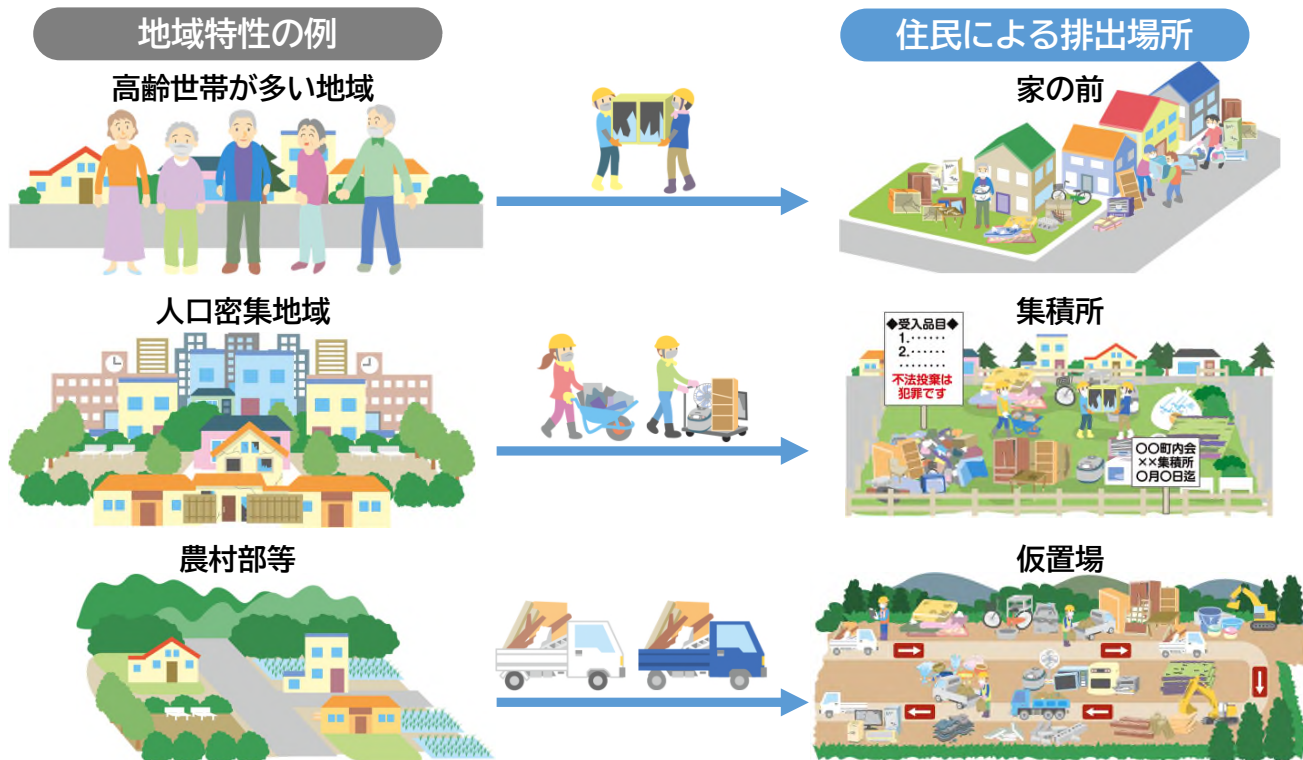 地域特性の例
住民による排出場所
高齢世帯が多い地域
家の前
人口密集地域
集積所
◆受入品目◆
1.……
2.……
………
不法投棄は
犯罪です
〇〇町内会
××集積所
〇月〇日迄
農村部等
仮置場